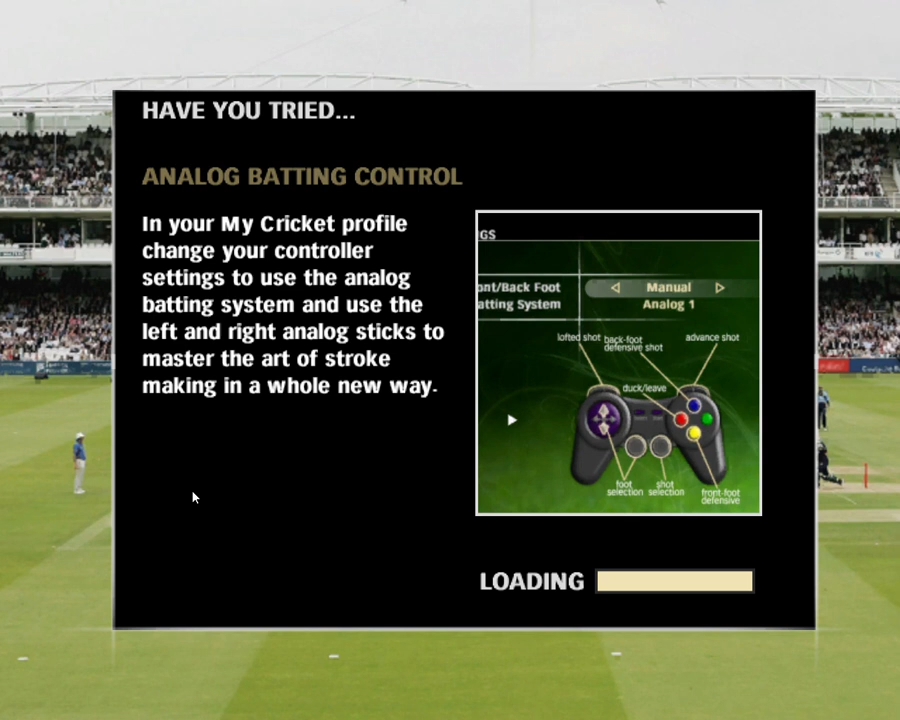 HAVE YOU TRIED...
ANALOG BATTING CONTROL
In your My Cricket profile
change your controller
settings to use the analog
batting system and use the
left and right analog sticks to
master the art of stroke
making in a whole new way.
GS
ont/Back Foot
Manual
atting System
Analog 1
lofted shot
back-foot
defensive shot
advance shot
duck/leave
foot
selection
shot
selection
front-foot
defensive
LOADING